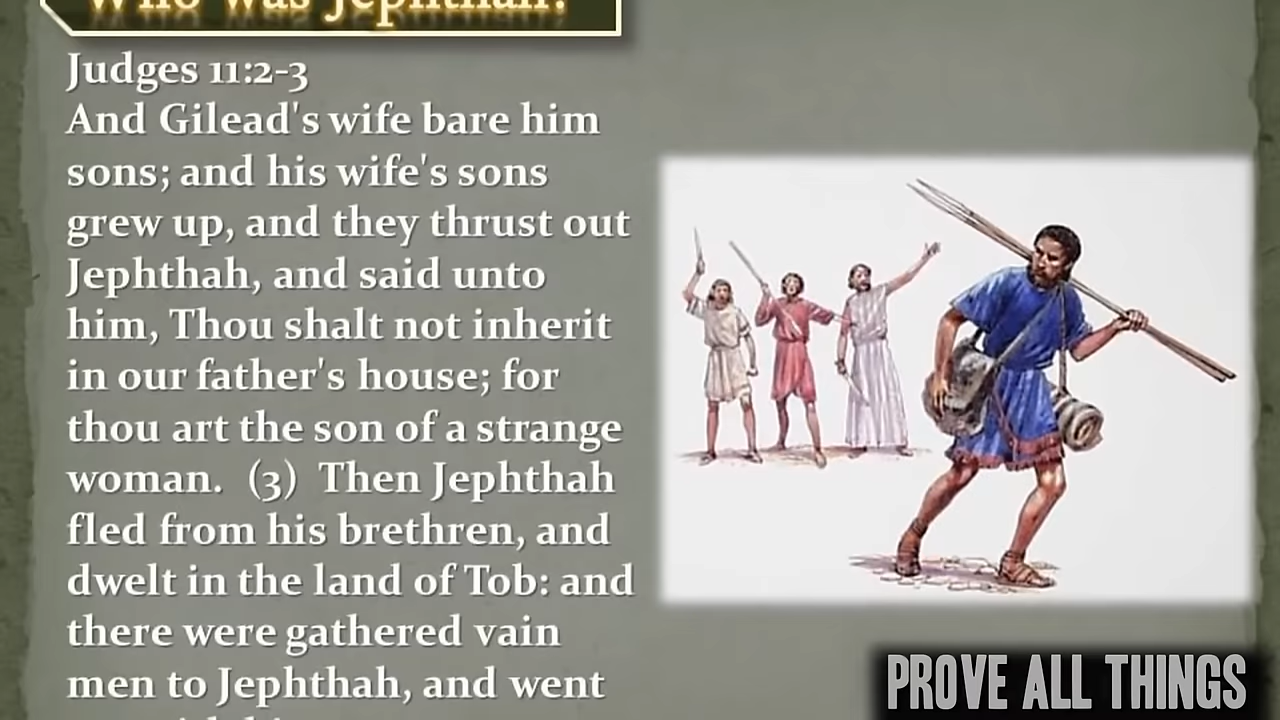 Who was Jephthah?
Judges 11:2-3
And Gilead's wife bare him
sons; and his wife's sons
grew up, and they thrust out
Jephthah, and said unto
him, Thou shalt not inherit
in our father's house; for
thou art the son of a strange
woman. (3) Then Jephthah
fled from his brethren, and
dwelt in the land of Tob: and
there were gathered vain
men to Jephthah, and went
PROVE ALL THINGS